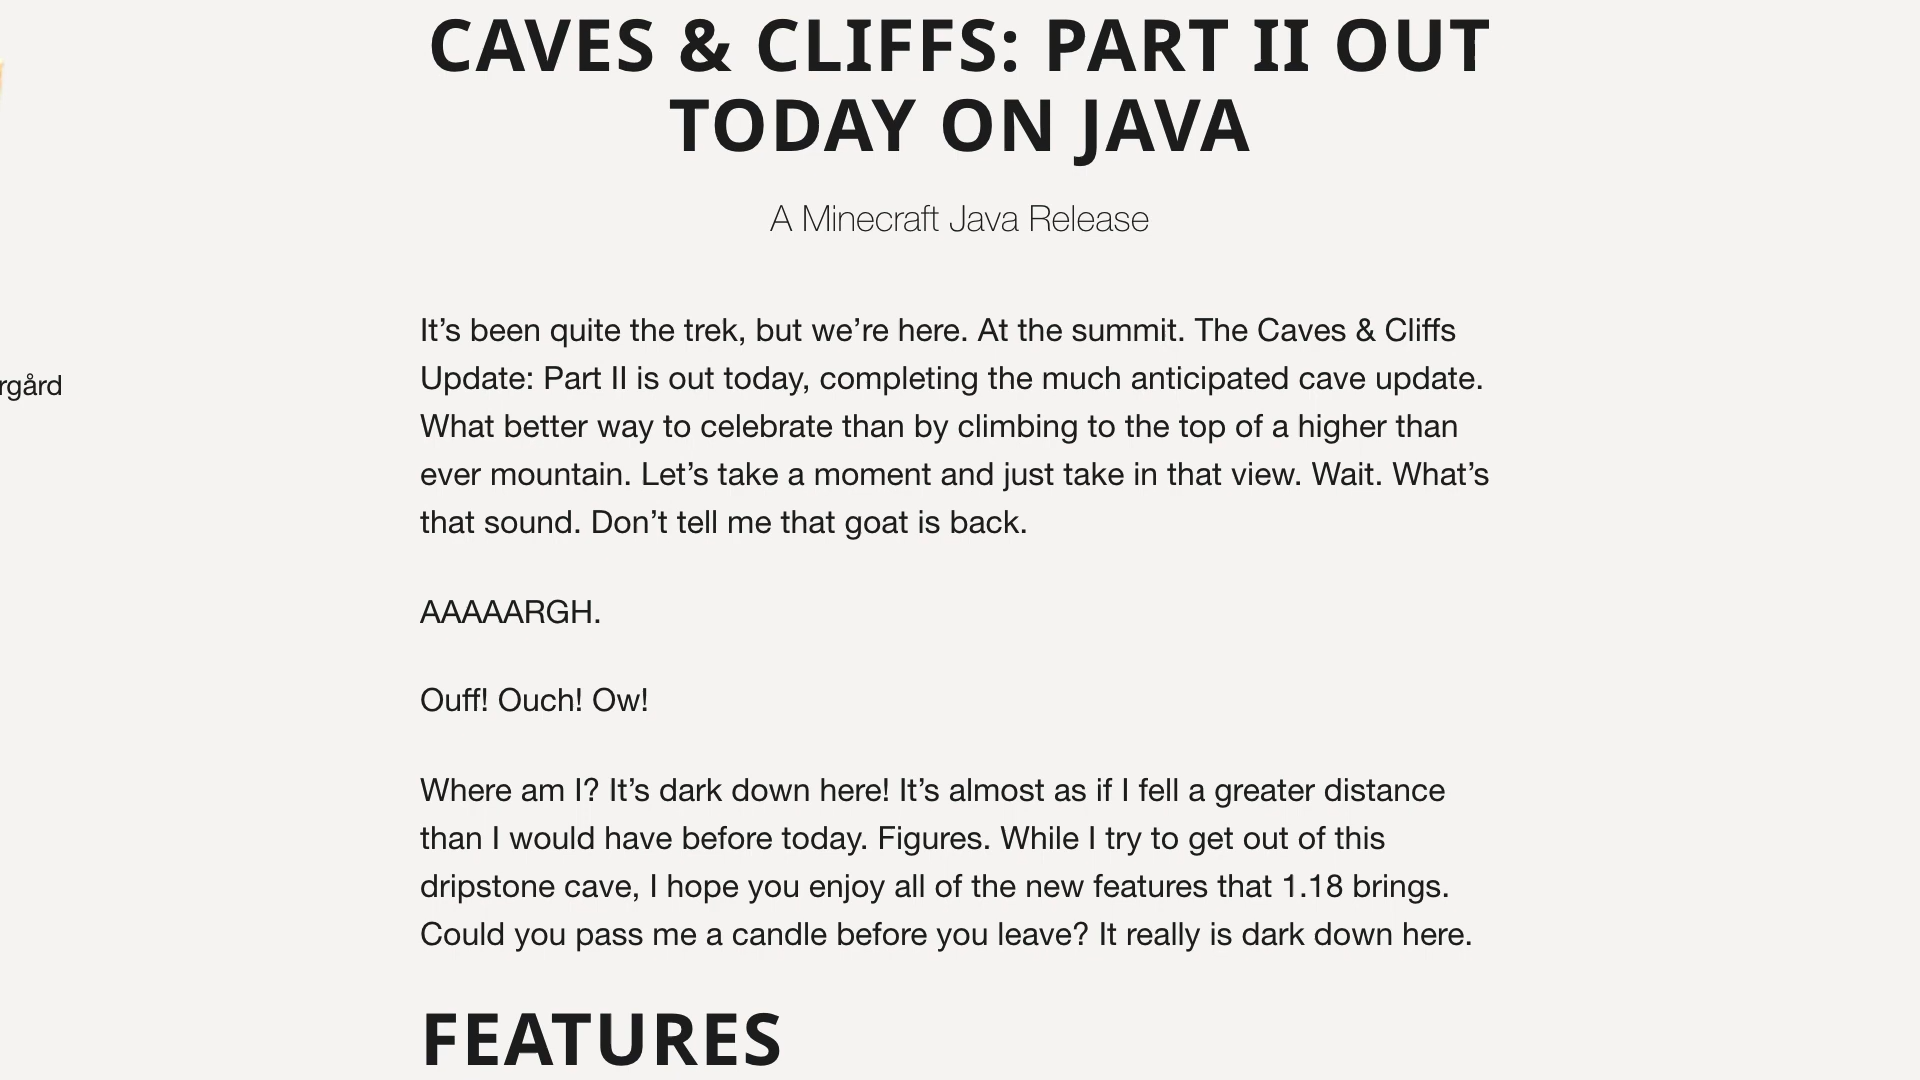 CAVES & CLIFFS: PART II OUT
TODAY ON JAVA
A Minecraft Java Release
It’s been quite the trek, but we’re here. At the summit. The Caves & Cliffs
Update: Part II is out today, completing the much anticipated cave update.
rgård
What better way to celebrate than by climbing to the top of a higher than
ever mountain. Let’s take a moment and just take in that view. Wait. What’s
that sound. Don’t tell me that goat is back.
AAAAARGH.
Ouff! Ouch! Ow!
Where am I? It’s dark down here! It’s almost as if I fell a greater distance
than I would have before today. Figures. While I try to get out of this
dripstone cave, I hope you enjoy all of the new features that 1.18 brings.
Could you pass me a candle before you leave? It really is dark down here.
FEATURES